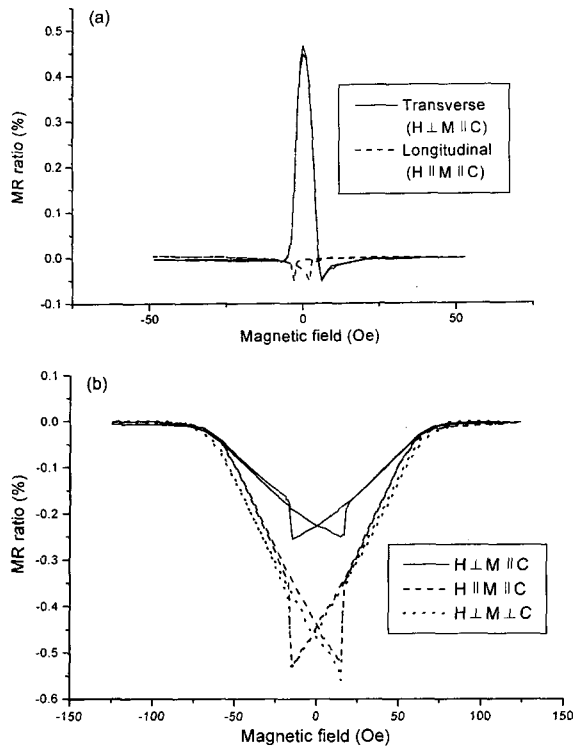 (a)
0.5
0.4
0.3
0.2
0.1
0.0
-0.1
MR ratio (%)
Transverse
(H ⊥ M || C)
Longitudinal
(H || M || C)
-50
0
50
Magnetic field (Oe)
(b)
0.1
0.0
-0.1
-0.2
-0.3
-0.4
-0.5
-0.6
MR ratio (%)
H ⊥ M || C
H || M || C
H ⊥ M ⊥ C
-150
-100
-50
0
50
100
150
Magnetic field (Oe)